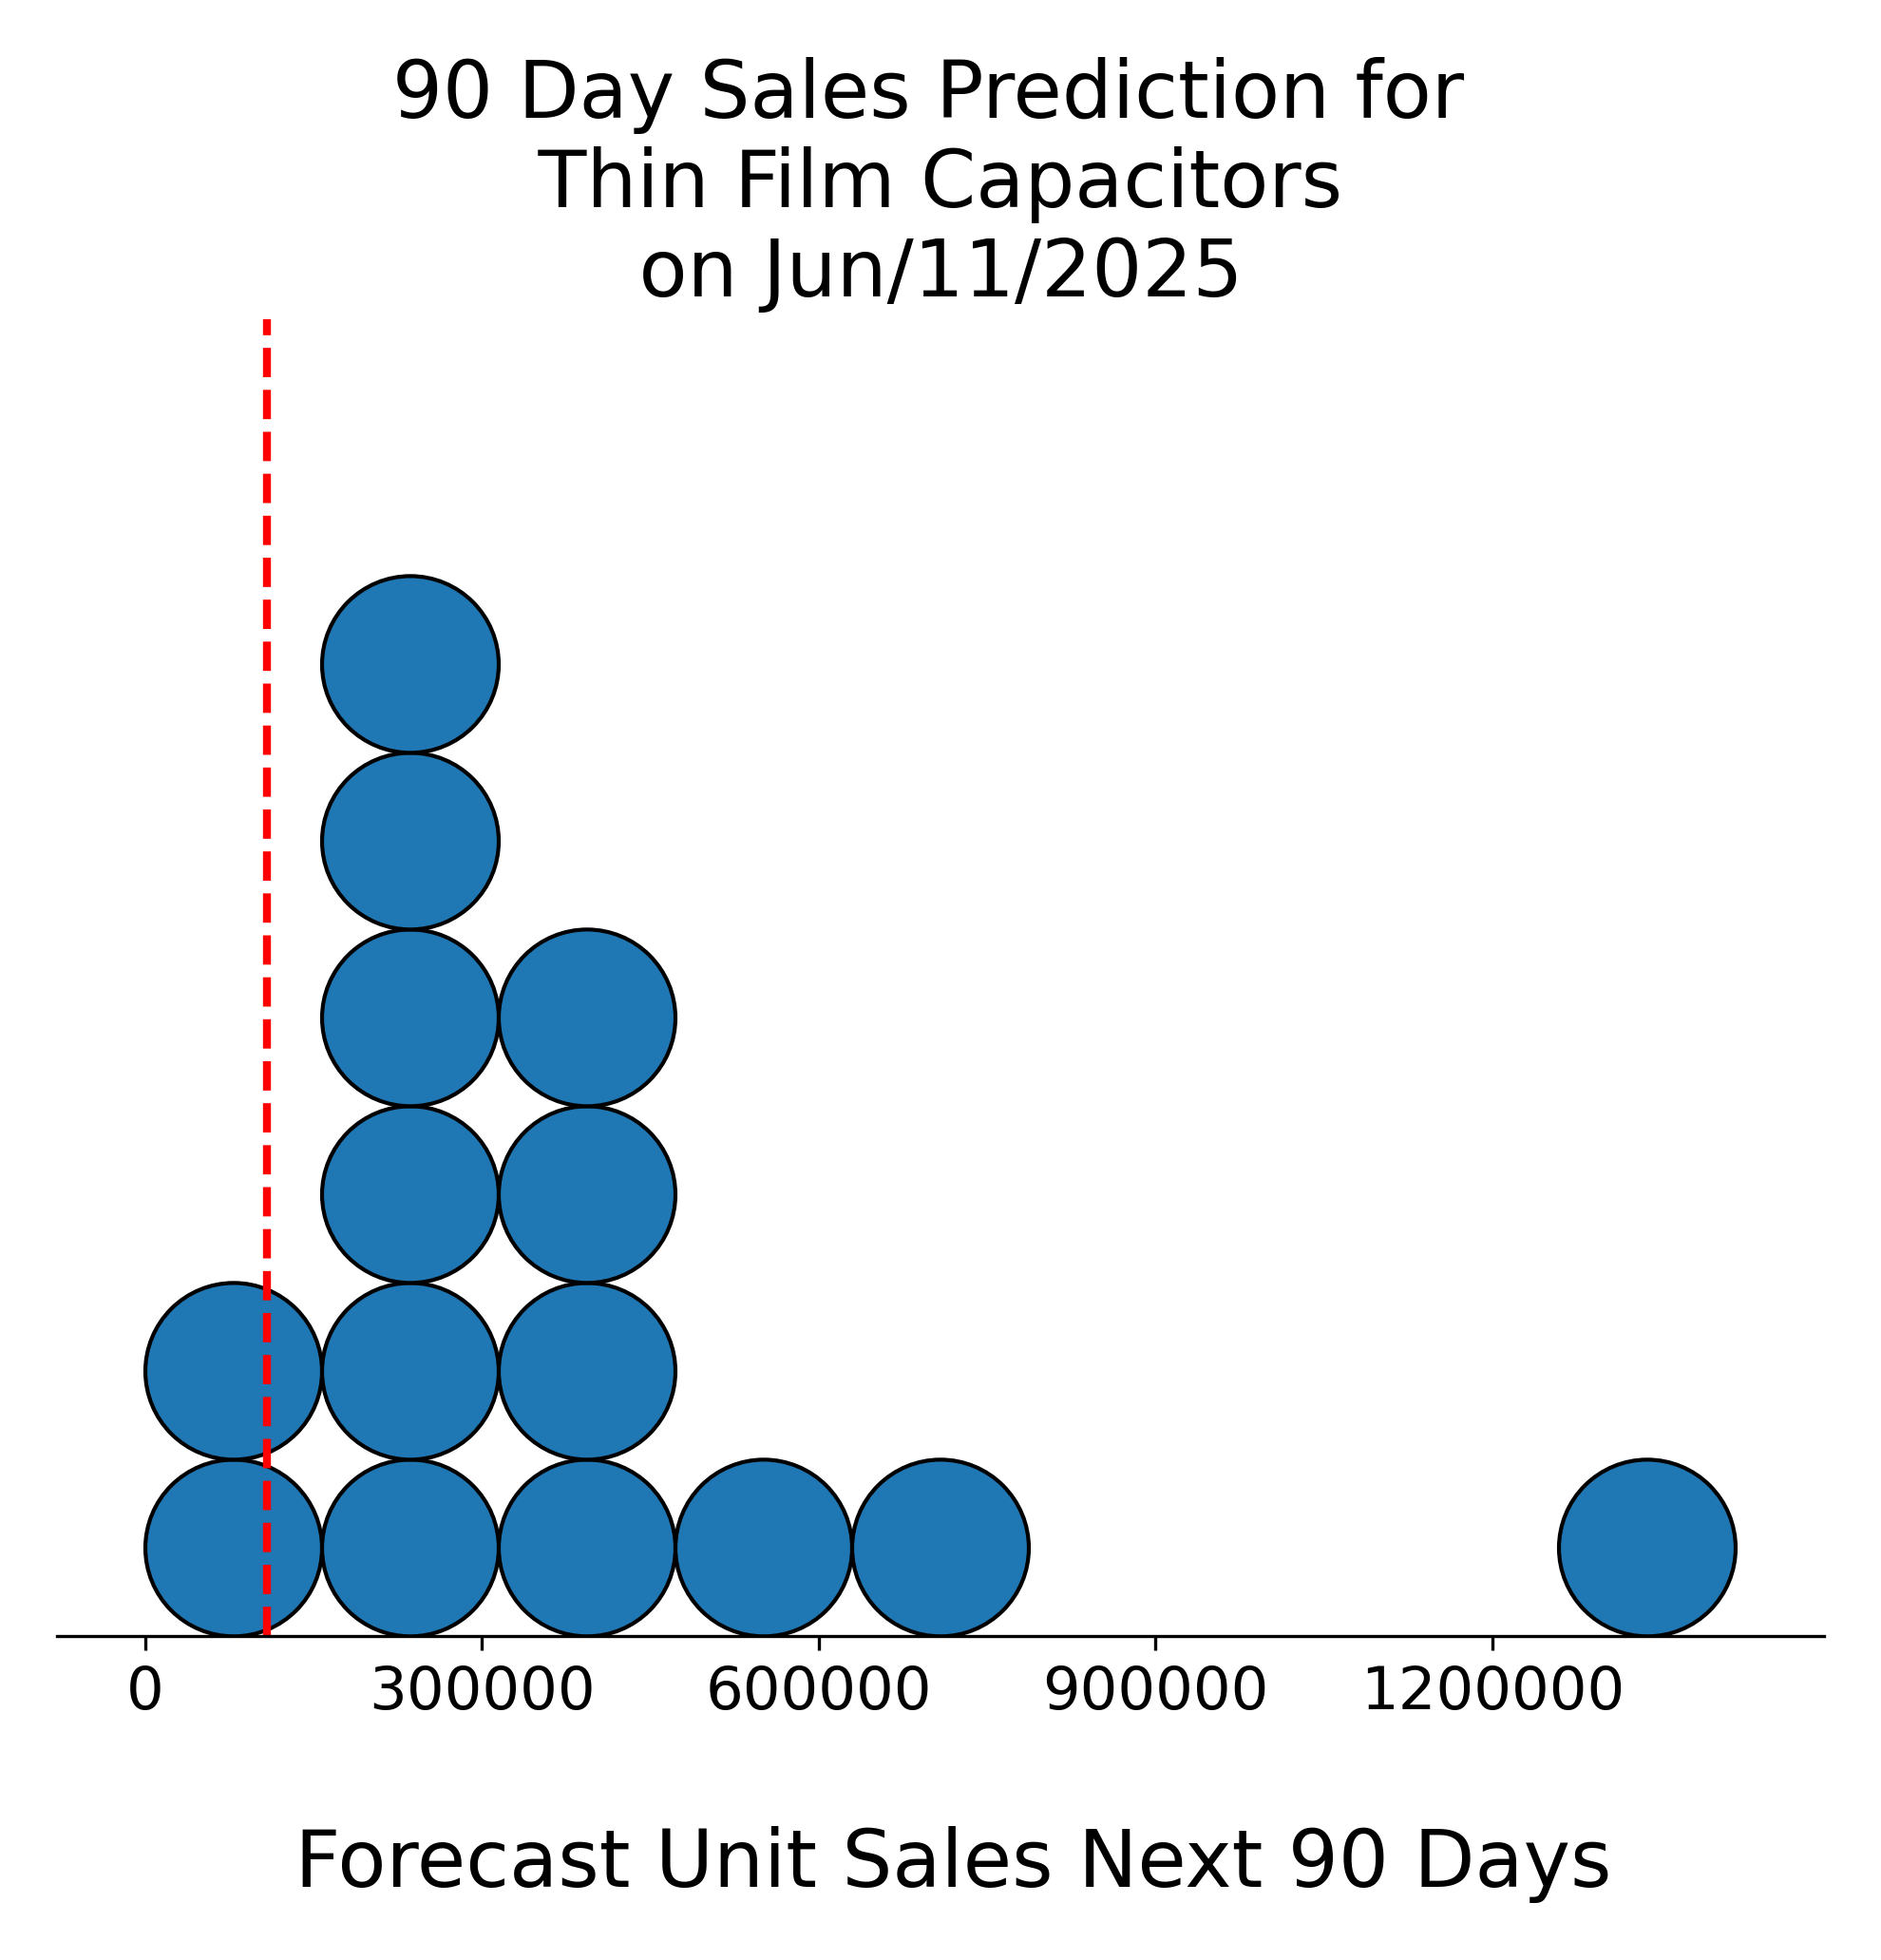 90 Day Sales Prediction for
Thin Film Capacitors
on Jun/11/2025
0 300000 600000 900000 1200000
Forecast Unit Sales Next 90 Days